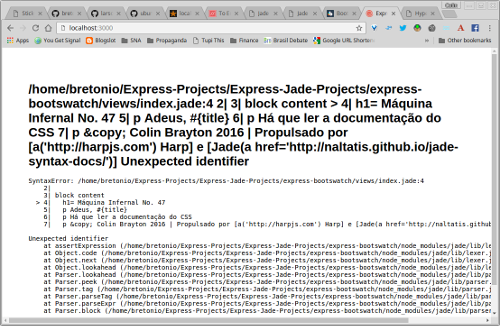 Colin
localhost:3000
Apps
You Get Signal
Blogdot
SNA
Propaganda
Tupi This
Finance
Brasil Debate
Google URL Shorten
Other bookmarks
/home/bretonio/Express-Projects/Express-Jade-Projects/express-
bootswatch/views/index.jade:4 2| 3| block content > 4| h1= Máquina
Infernal No. 47 5| p Adeus, #{title} 6| p Há que ler a documentação do
CSS 7| p &copy; Colin Brayton 2016 | Propulsado por
[a('http://harpjs.com') Harp] e [Jade(a href='http://naltatis.github.io/jade-
syntax-docs/')] Unexpected identifier
SyntaxError: /home/bretonio/Express-Projects/Express-Jade-Projects/express-bootswatch/views/index.jade:4
2|
3| block content
> 4| h1= Máquina Infernal No. 47
5| p Adeus, #{title}
6| p Há que ler a documentação do CSS
7| p &copy; Colin Brayton 2016 | Propulsado por [a('http://harpjs.com') Harp] e [Jade(a href='http://naltatis.github
Unexpected identifier
at assertExpression (/home/bretonio/Express-Projects/Express-Jade-Projects/express-bootswatch/node_modules/jade/lib/lexer
at Object.code (/home/bretonio/Express-Projects/Express-Jade-Projects/express-bootswatch/node_modules/jade/lib/lexer.
at Object.next (/home/bretonio/Express-Projects/Express-Jade-Projects/express-bootswatch/node_modules/jade/lib/lexer.
at Object.lookahead (/home/bretonio/Express-Projects/Express-Jade-Projects/express-bootswatch/node_modules/jade/lib/l
at Parser.lookahead (/home/bretonio/Express-Projects/Express-Jade-Projects/express-bootswatch/node_modules/jade/lib/p
at Parser.peek (/home/bretonio/Express-Projects/Express-Jade-Projects/express-bootswatch/node_modules/jade/lib/parser
at Parser.tag (/home/bretonio/Express-Projects/Express-Jade-Projects/express-bootswatch/node_modules/jade/lib/parser.
at Parser.parseTag (/home/bretonio/Express-Projects/Express-Jade-Projects/express-bootswatch/node_modules/jade/lib/pa
at Parser.parseExpr (/home/bretonio/Express-Projects/Express-Jade-Projects/express-bootswatch/node_modules/jade/lib/p
at Parser.block (/home/bretonio/Express-Projects/Express-Jade-Projects/express-bootswatch/node_modules/jade/lib/parse